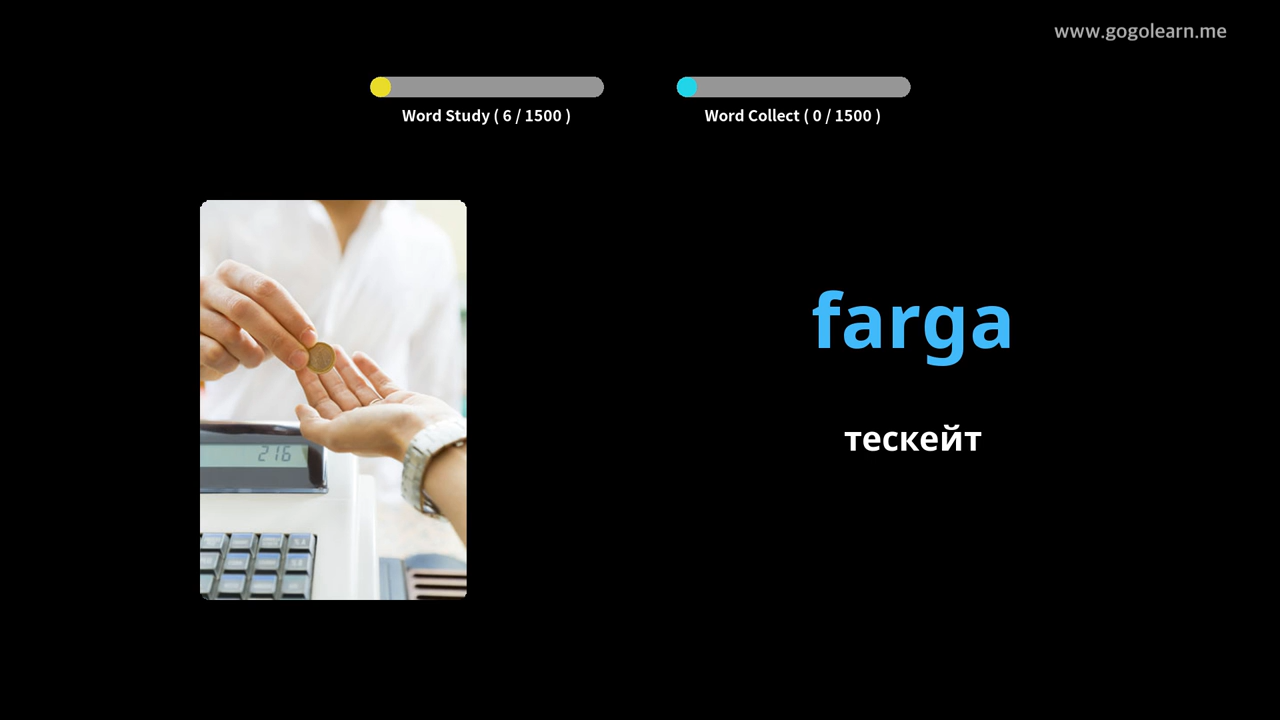 www.gogolearn.me
Word Study ( 6 / 1500 )
Word Collect ( 0 / 1500 )
farga
тескейт
216